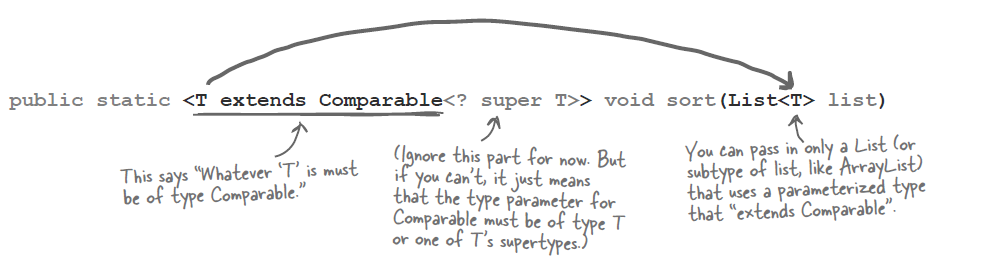 public static <T extends Comparable<? super T>> void sort(List<T> list)
This says "Whatever 'T' is must
be of type Comparable."
(Ignore this part for now. But
if you can't, it just means
that the type parameter for
Comparable must be of type T
or one of T's supertypes.)
You can pass in only a List (or
subtype of list, like ArrayList)
that uses a parameterized type
that "extends Comparable".